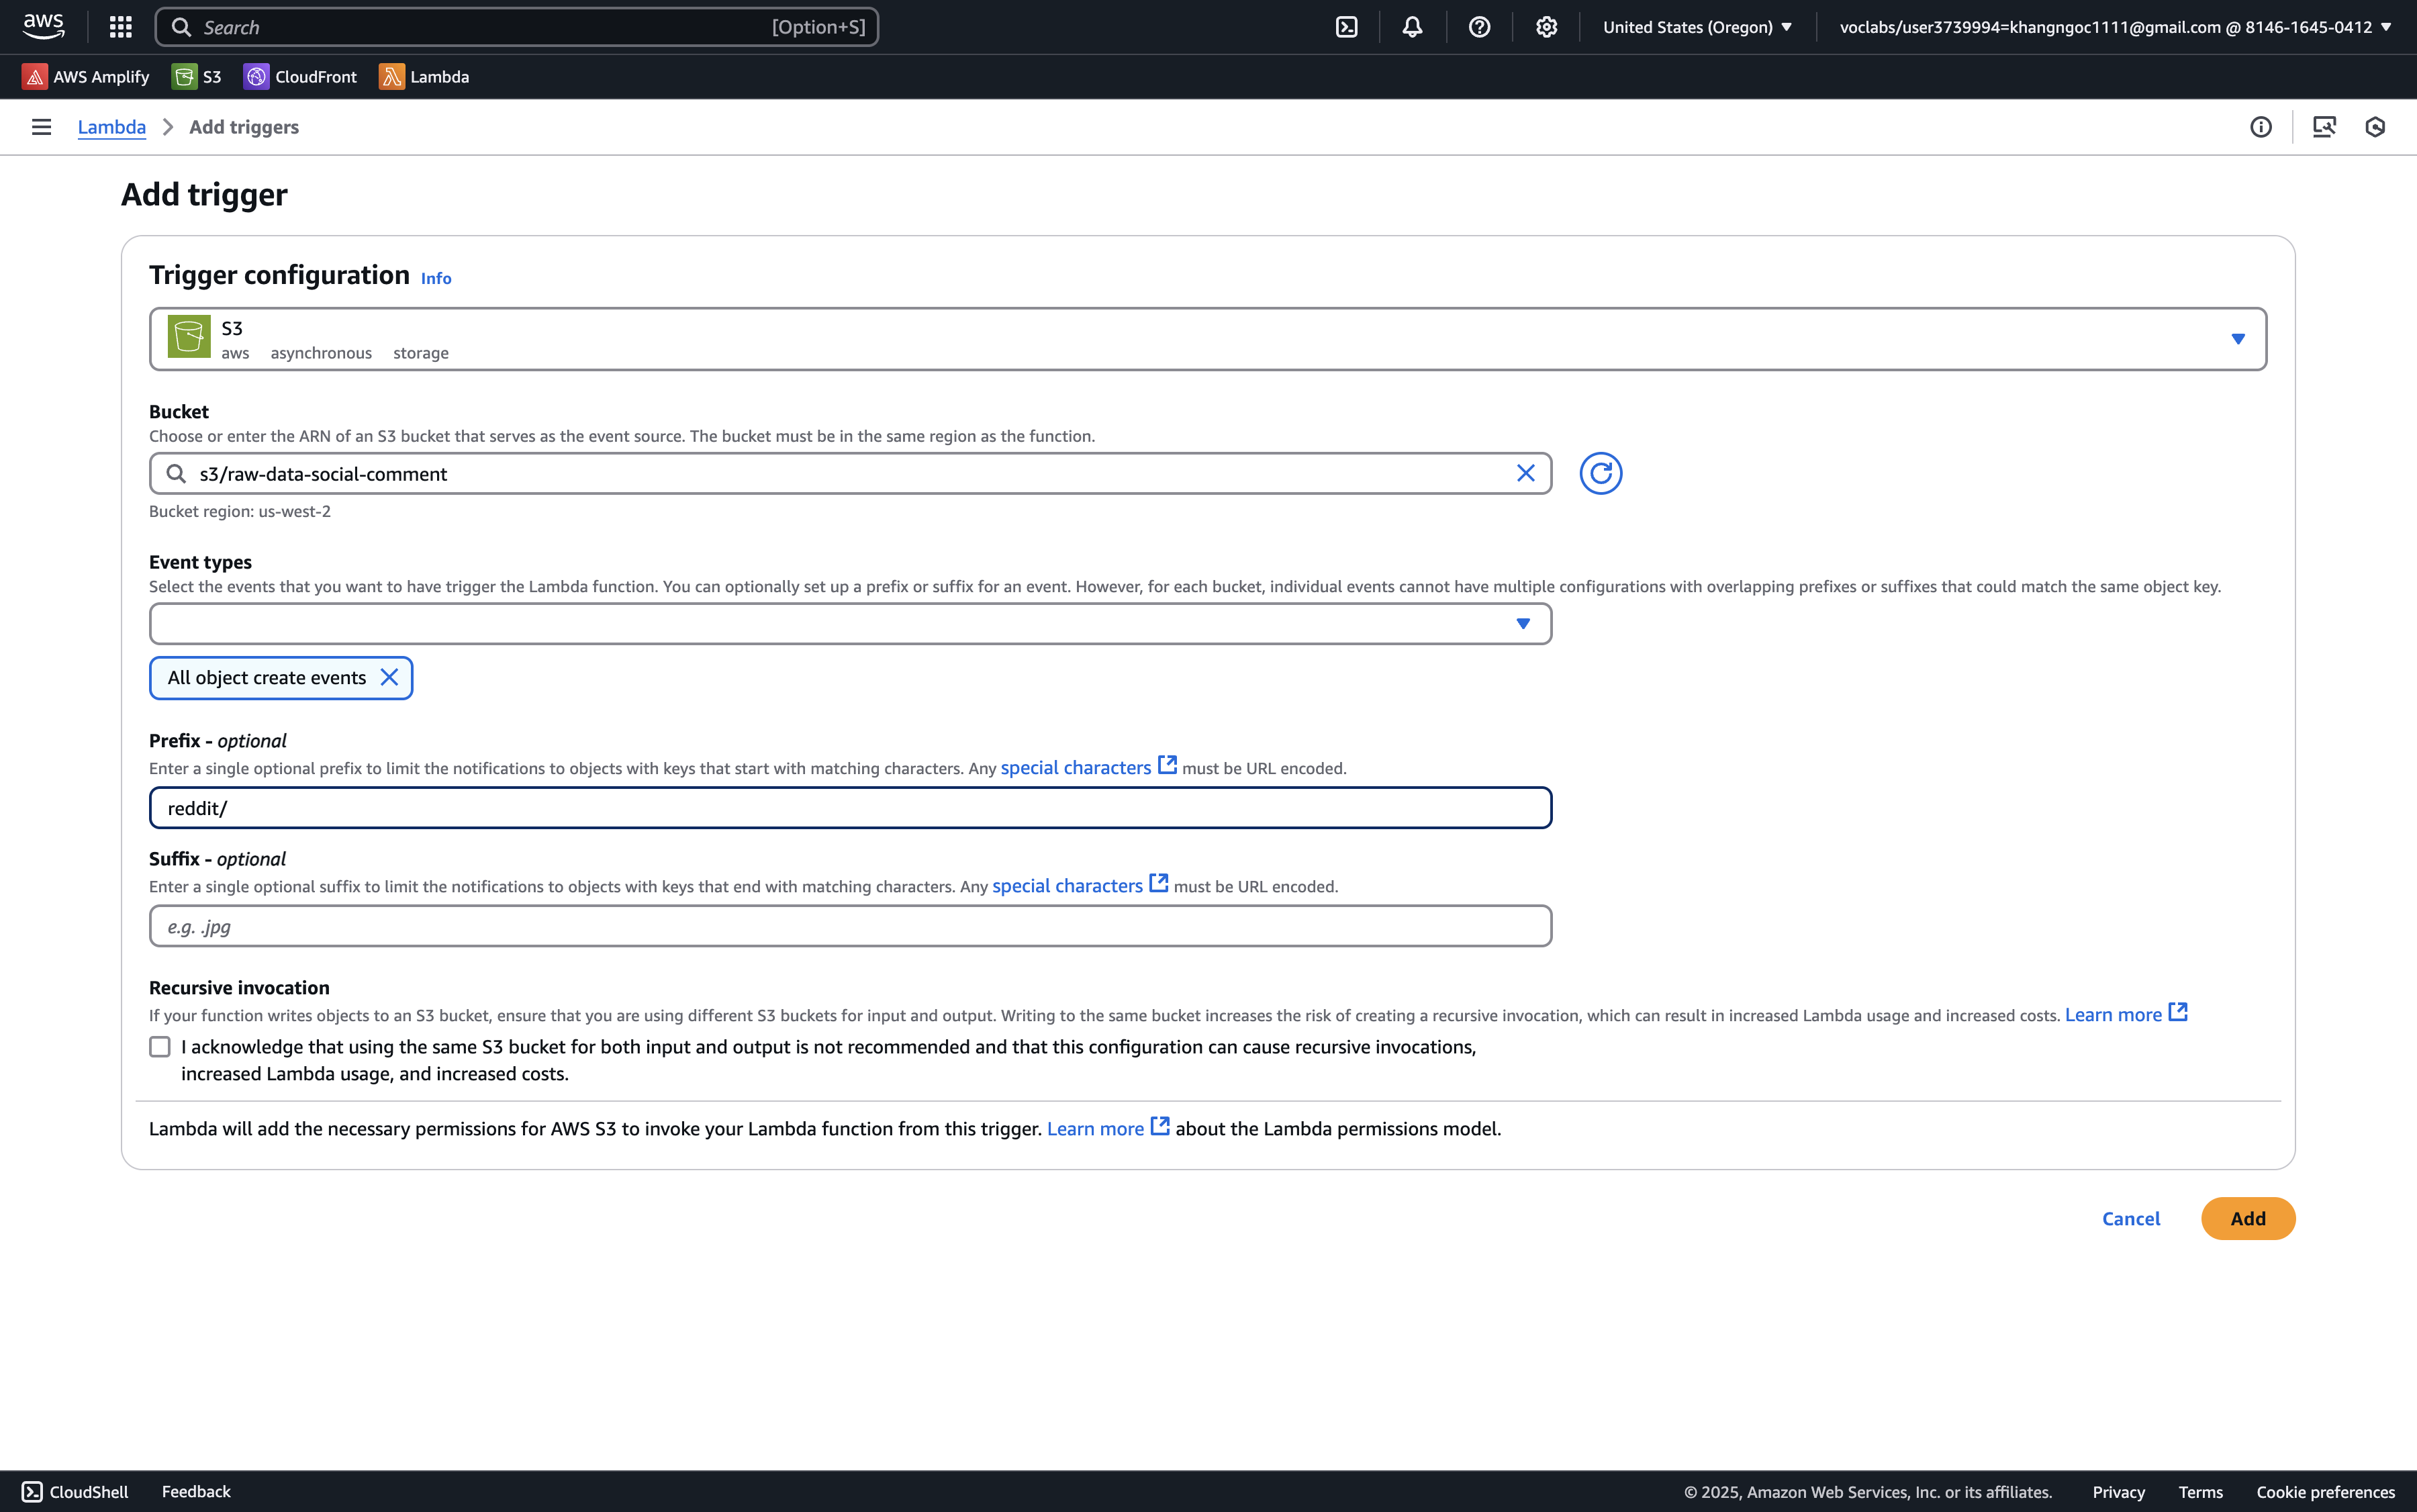 aws
Search [Option+S]
United States (Oregon)
voclabs/user3739994=khangngoc1111@gmail.com @ 8146-1645-0412
AWS Amplify S3 CloudFront Lambda
Lambda Add triggers
Add trigger
Trigger configuration Info
S3
aws asynchronous storage
Bucket
Choose or enter the ARN of an S3 bucket that serves as the event source. The bucket must be in the same region as the function.
s3/raw-data-social-comment
Bucket region: us-west-2
Event types
Select the events that you want to have trigger the Lambda function. You can optionally set up a prefix or suffix for an event. However, for each bucket, individual events cannot have multiple configurations with overlapping prefixes or suffixes that could match the same object key.
All object create events
Prefix - optional
Enter a single optional prefix to limit the notifications to objects with keys that start with matching characters. Any special characters must be URL encoded.
reddit/
Suffix - optional
Enter a single optional suffix to limit the notifications to objects with keys that end with matching characters. Any special characters must be URL encoded.
e.g. .jpg
Recursive invocation
If your function writes objects to an S3 bucket, ensure that you are using different S3 buckets for input and output. Writing to the same bucket increases the risk of creating a recursive invocation, which can result in increased Lambda usage and increased costs. Learn more
I acknowledge that using the same S3 bucket for both input and output is not recommended and that this configuration can cause recursive invocations,
increased Lambda usage, and increased costs.
Lambda will add the necessary permissions for AWS S3 to invoke your Lambda function from this trigger. Learn more about the Lambda permissions model.
Cancel Add
CloudShell Feedback © 2025, Amazon Web Services, Inc. or its affiliates. Privacy Terms Cookie preferences